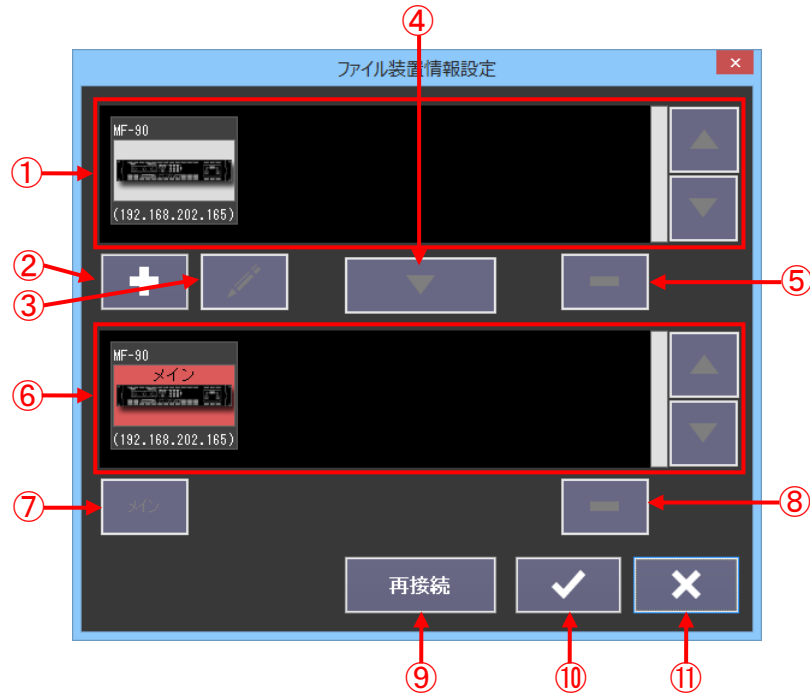 ④
ファイル装置情報設定
①
MF-90
(192.168.202.165)
②
③
⑤
⑥
MF-90
メイン
(192.168.202.165)
⑦
メイン
⑧
再接続
⑨
⑩
⑪